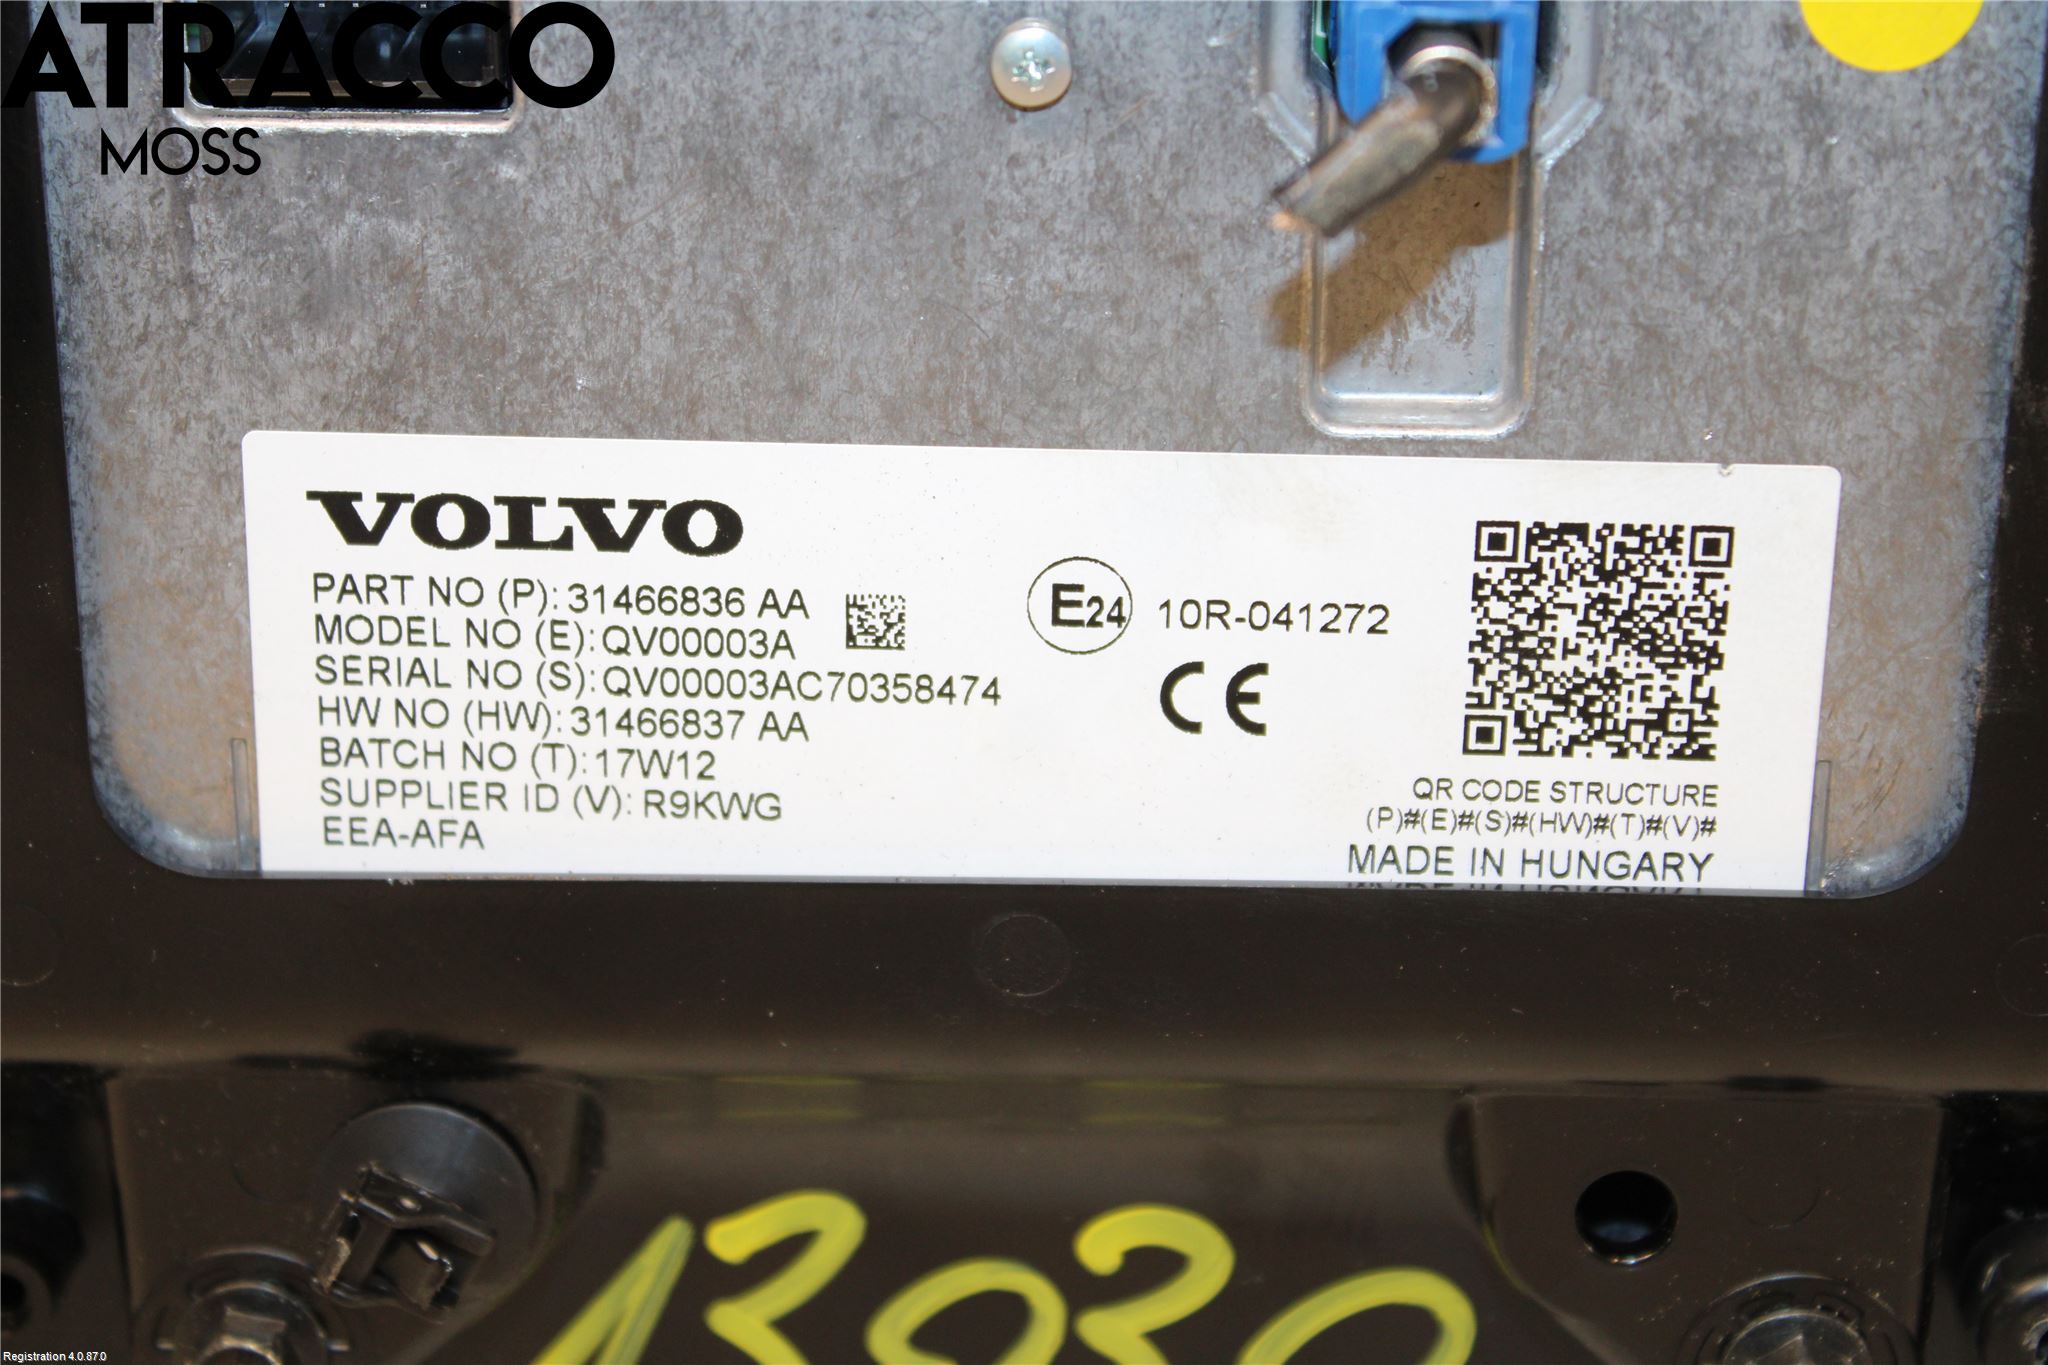 ATRACCO
MOSS
VOLVO
PART NO (P): 31466836 AA
MODEL NO (E): QV00003A
SERIAL NO (S): QV00003AC70358474
HW NO (HW): 31466837 AA
BATCH NO (T): 17W12
SUPPLIER ID (V): R9KWG
EEA-AFA
E24 10R-041272
CE
QR CODE STRUCTURE
(P)#(E)#(S)#(HW)#(T)#(V)#
MADE IN HUNGARY
Registration 4.0.87.0